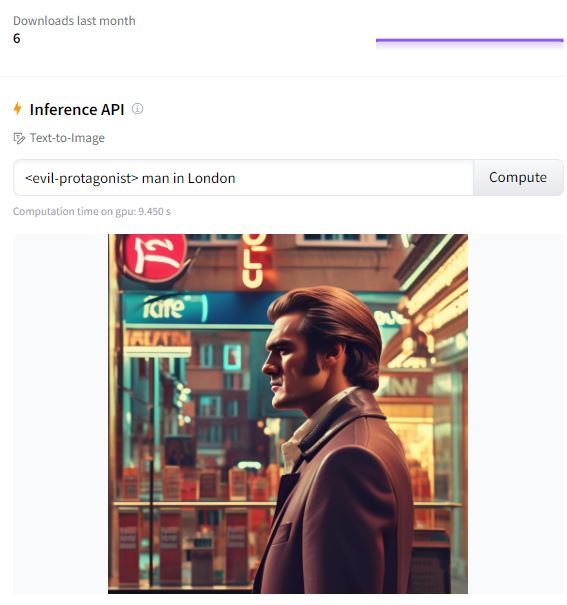 Downloads last month
6
Inference API
Text-to-Image
<evil-protagonist> man in London
Compute
Computation time on gpu: 9.450 s